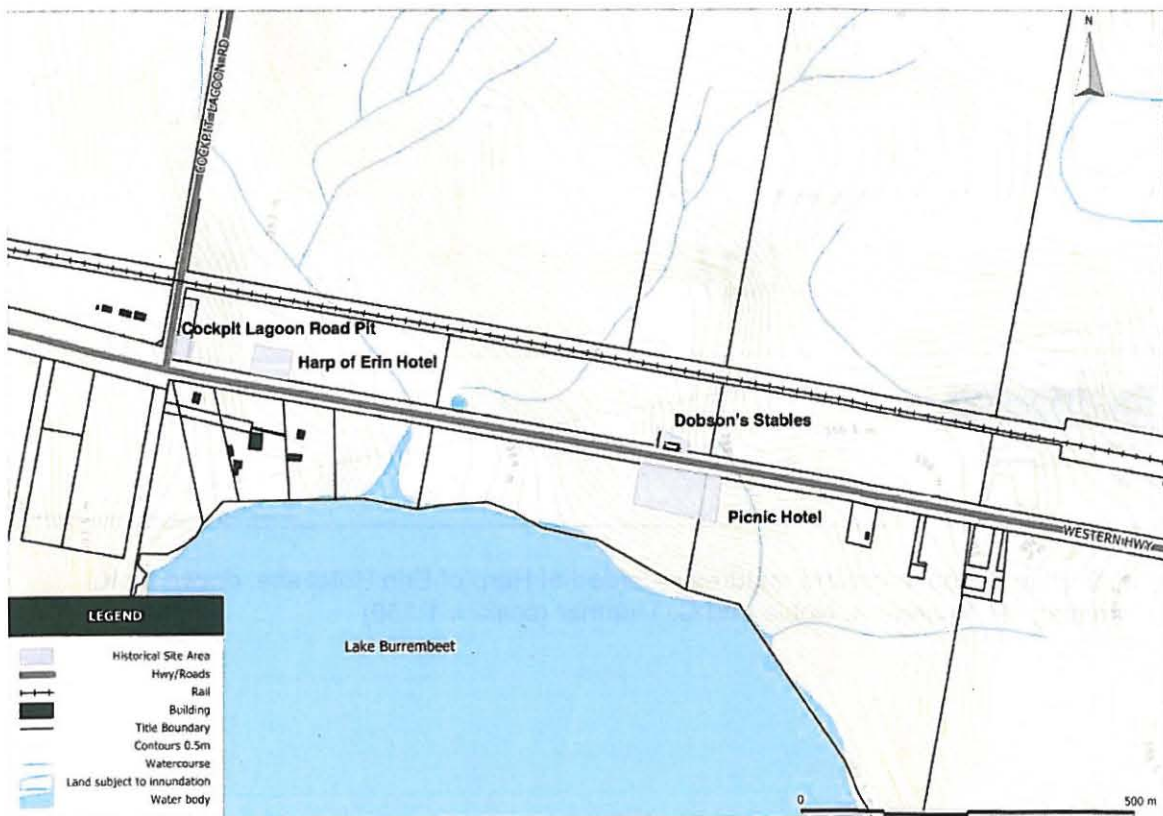 N
COCKPIT LAGOON RD
Cockpit Lagoon Road Pit
Harp of Erin Hotel
Dobson's Stables
Picnic Hotel
WESTERN HWY
Lake Burrembeet
LEGEND
Historical Site Area
Hwy/Roads
Rail
Building
Title Boundary
Contours 0.5m
Watercourse
Land subject to innundation
Water body
0
500 m